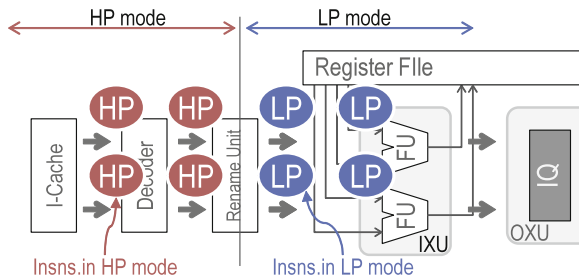 HP mode
LP mode
Register FIle
HP HP LP LP
I-Cache
Decoder
Rename Unit
FU
HP HP LP LP
FU
IXU
IQ
OXU
Insns.in HP mode
Insns.in LP mode